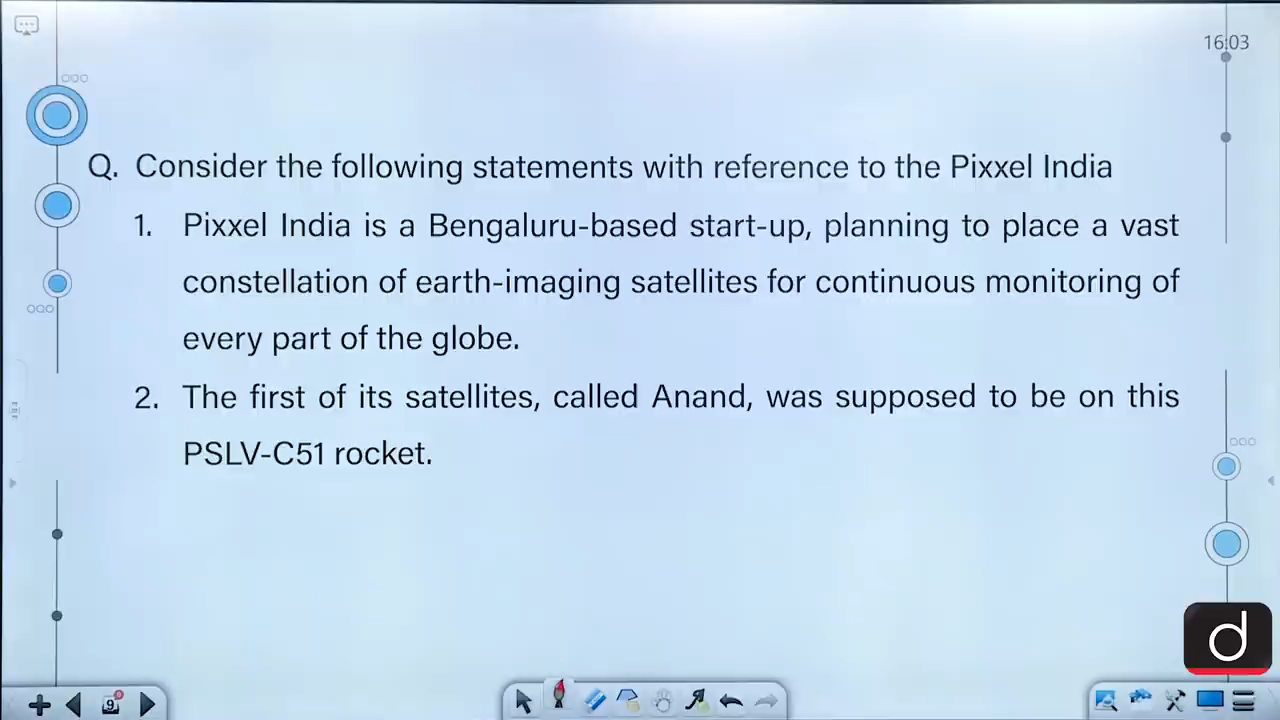 16:03
Q. Consider the following statements with reference to the Pixxel India
1. Pixxel India is a Bengaluru-based start-up, planning to place a vast
constellation of earth-imaging satellites for continuous monitoring of
every part of the globe.
2. The first of its satellites, called Anand, was supposed to be on this
PSLV-C51 rocket.
d
9